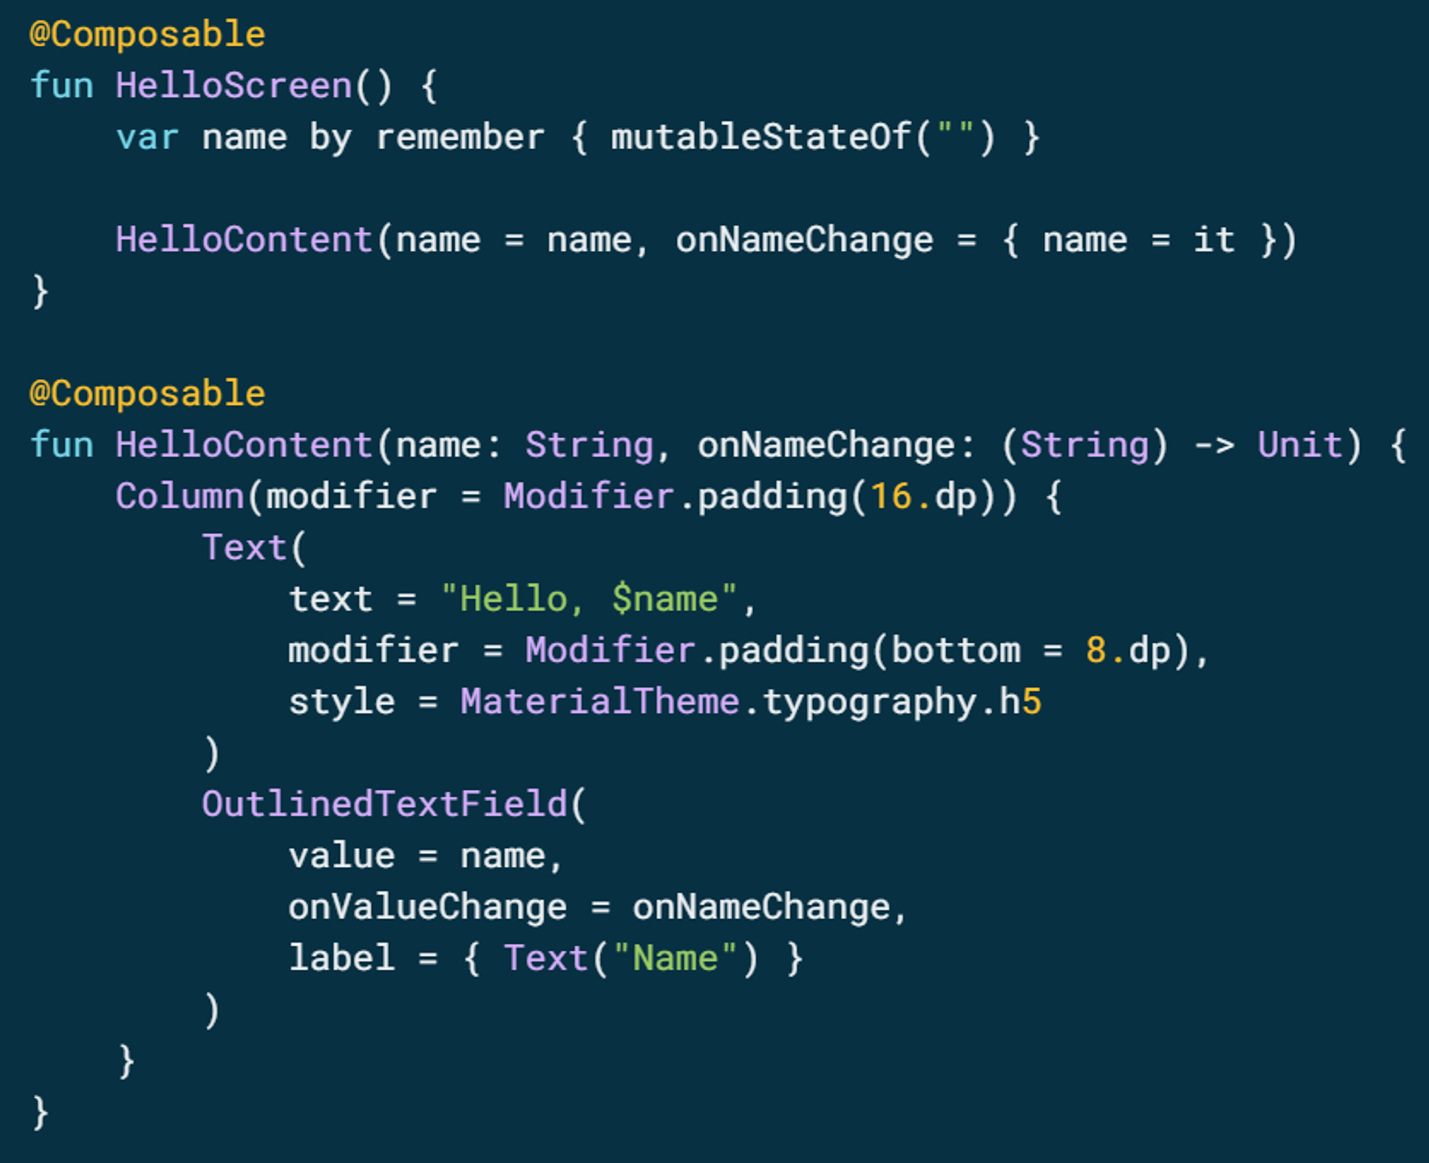 @Composable
fun HelloScreen() {
    var name by remember { mutableStateOf("") }

    HelloContent(name = name, onNameChange = { name = it })
}

@Composable
fun HelloContent(name: String, onNameChange: (String) -> Unit) {
    Column(modifier = Modifier.padding(16.dp)) {
        Text(
            text = "Hello, $name",
            modifier = Modifier.padding(bottom = 8.dp),
            style = MaterialTheme.typography.h5
        )
        OutlinedTextField(
            value = name,
            onValueChange = onNameChange,
            label = { Text("Name") }
        )
    }
}